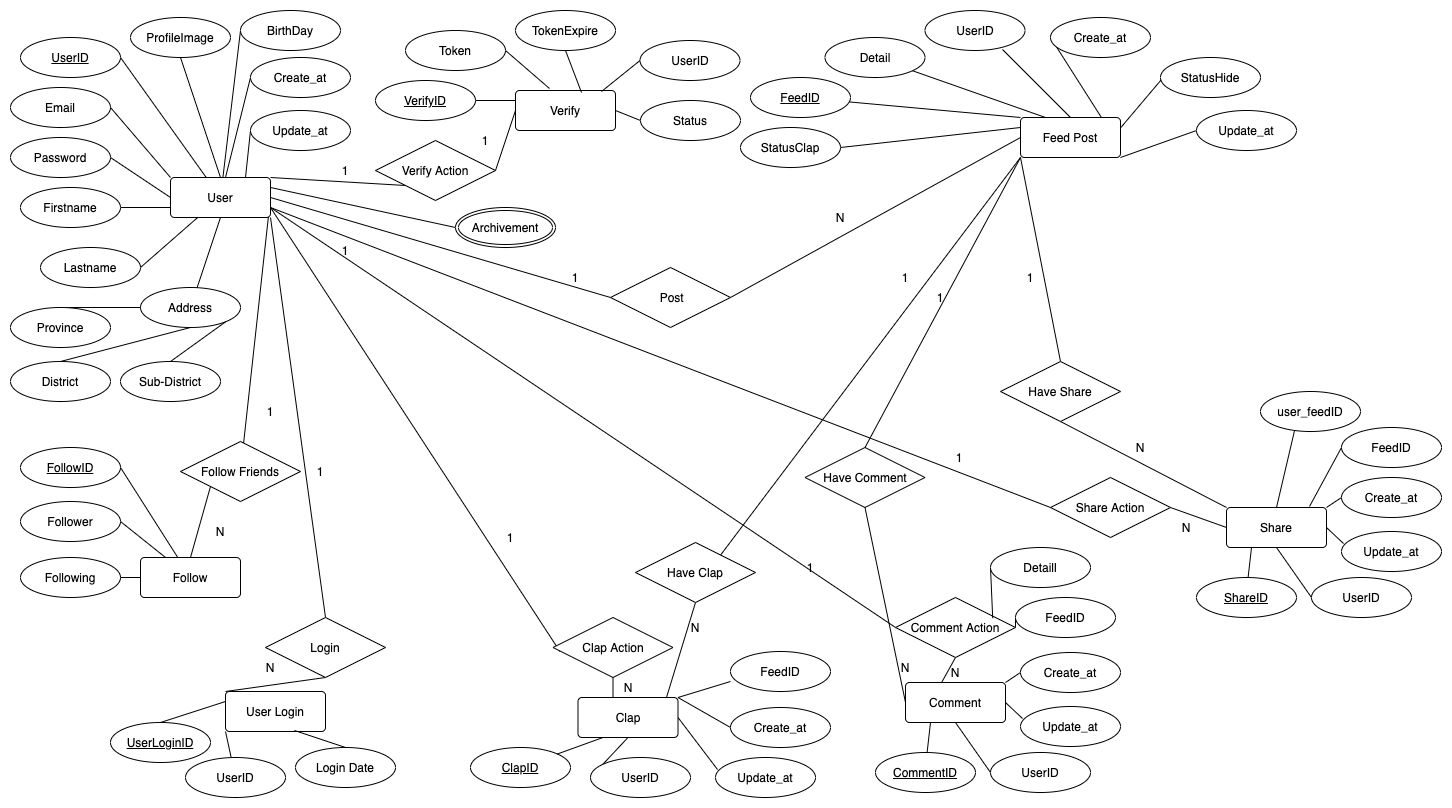 BirthDay
ProfileImage
UserID
Create_at
Email
Update_at
Password
User
Firstname
Lastname
Address
Province
District
Sub-District
TokenExpire
Token
UserID
VerifyID
Verify
Status
1
1
Verify Action
Archivement
UserID
Create_at
Detail
StatusHide
FeedID
Feed Post
Update_at
StatusClap
N
1
1
Post
1
1
1
Have Share
1
Follow Friends
1
FollowID
Follower
N
Following
Follow
user_feedID
FeedID
N
1
Have Comment
Create_at
Share Action
N
Share
Update_at
ShareID
UserID
1
Have Clap
1
Detaill
FeedID
Comment Action
N
Login
N
Clap Action
N
N
N
User Login
UserLoginID
UserID
Login Date
FeedID
Clap
Create_at
ClapID
UserID
Update_at
Create_at
Comment
Update_at
CommentID
UserID